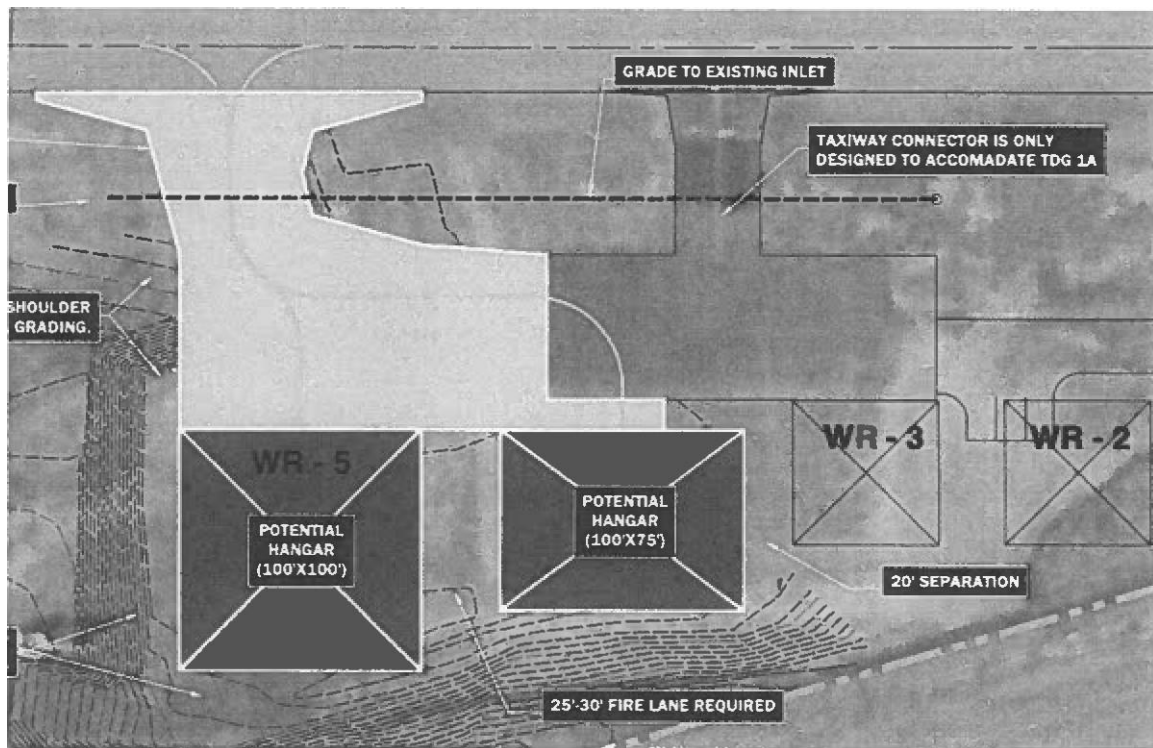 GRADE TO EXISTING INLET
TAXIWAY CONNECTOR IS ONLY
DESIGNED TO ACCOMADATE TDG 1A
SHOULDER
GRADING.
WR - 5
WR - 3
WR - 2
POTENTIAL
HANGAR
(100'X100')
POTENTIAL
HANGAR
(100'X75')
20' SEPARATION
25'-30' FIRE LANE REQUIRED